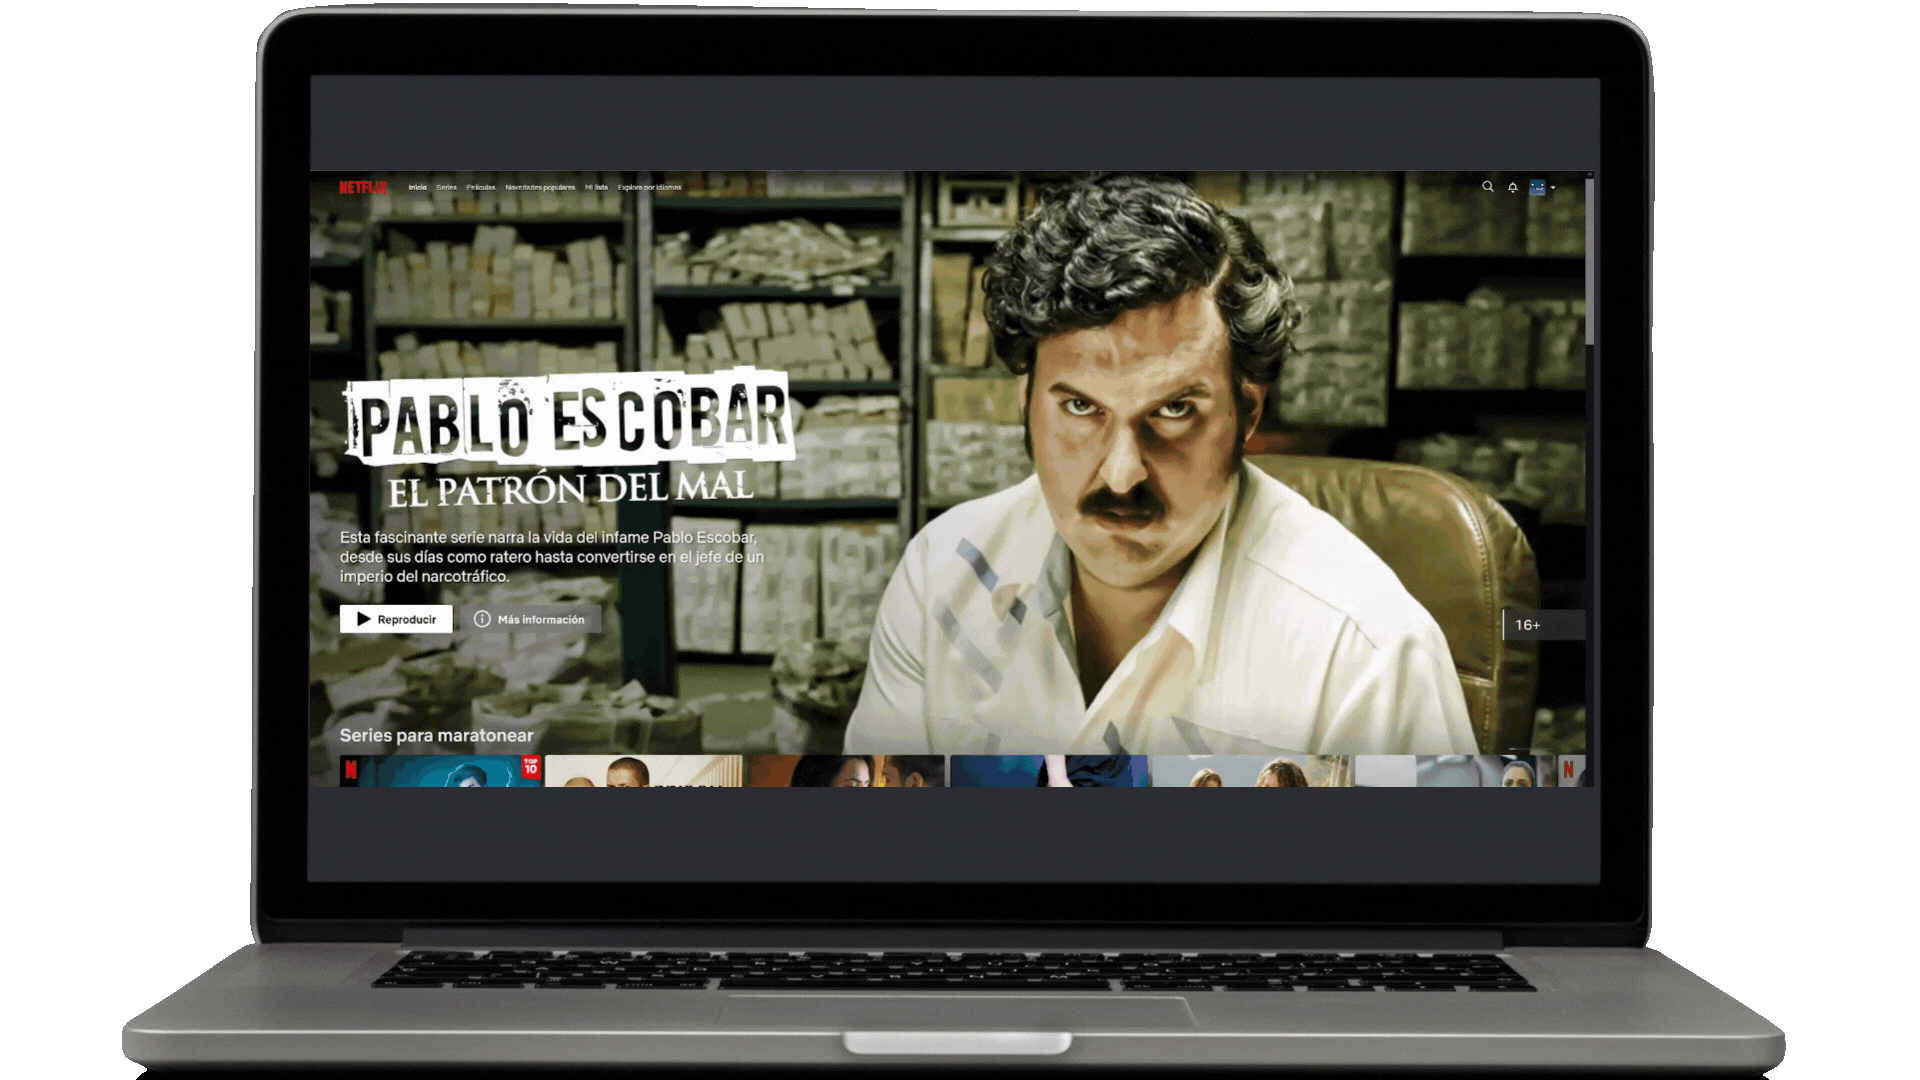 NETFLIX Inicio Series Películas Novedades populares Mi lista Explora por idiomas
PABLO ESCOBAR
EL PATRÓN DEL MAL
Esta fascinante serie narra la vida del infame Pablo Escobar,
desde sus días como ratero hasta convertirse en el jefe de un
imperio del narcotráfico.
Reproducir Más información
16+
Series para maratonear
N TOP
10
N